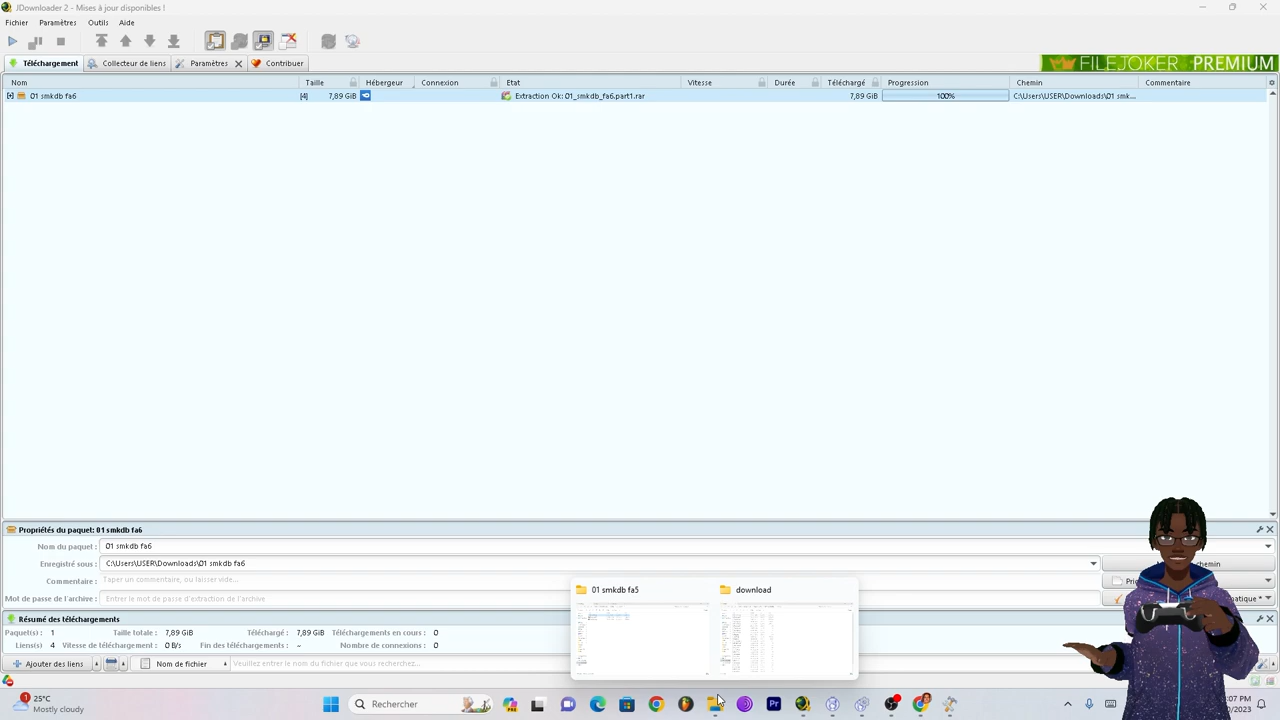 JDownloader 2 - Mises à jour disponibles !
Fichier Paramètres Outils Aide
Téléchargement Collecteur de liens Paramètres Contribuer FILEJOKER PREMIUM
Nom Taille Hébergeur Connexion Etat Vitesse Durée Téléchargé Progression Chemin Commentaire
01 smkdb fa6 [4] 7,89 GiB Extraction Ok: 01_smkdb_fa6.part1.rar 7,89 GiB 100% C:\Users\USER\Downloads\01 smk...
Propriétés du paquet: 01 smkdb fa6
Nom du paquet : 01 smkdb fa6
Enregistré sous : C:\Users\USER\Downloads\01 smkdb fa6
Commentaire : Taper un commentaire, ou laisser vide...
Mot de passe de l'archive : Entrer le mot de passe d'extraction de l'archive
01 smkdb fa5 download
Résumé des téléchargements
Paquet(s) : 1 Taille totale : 7,89 GiB Téléchargé : 7,89 GiB Téléchargements en cours : 0
Lien(s) : 4 Vitesse de téléchargement : 0 B/s Fin des téléchargements : ~ Nombre de connexions : 0
Ajouter des liens Nom de fichier Veuillez entrer le nom du fichier que vous recherchez...
1 25°C
Mostly cloudy
Rechercher